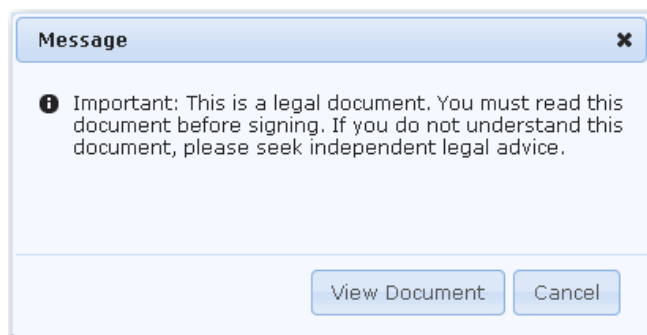 Message
Important: This is a legal document. You must read this
document before signing. If you do not understand this
document, please seek independent legal advice.
View Document
Cancel